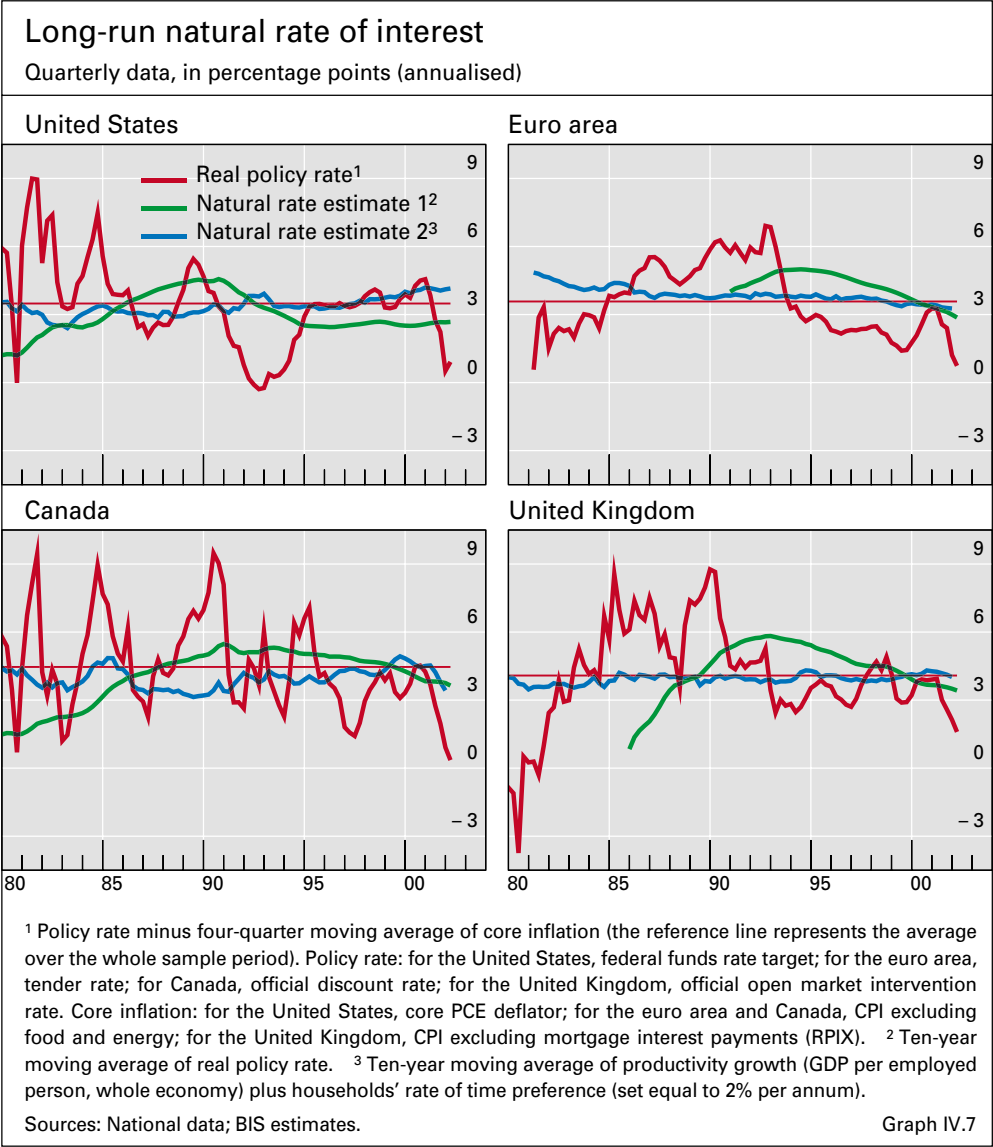 Long-run natural rate of interest
Quarterly data, in percentage points (annualised)
United States
Euro area
Real policy rate¹
Natural rate estimate 1²
Natural rate estimate 2³
9
6
3
0
– 3
9
6
3
0
– 3
Canada
United Kingdom
9
6
3
0
– 3
9
6
3
0
– 3
80 85 90 95 00
80 85 90 95 00
¹ Policy rate minus four-quarter moving average of core inflation (the reference line represents the average
over the whole sample period). Policy rate: for the United States, federal funds rate target; for the euro area,
tender rate; for Canada, official discount rate; for the United Kingdom, official open market intervention
rate. Core inflation: for the United States, core PCE deflator; for the euro area and Canada, CPI excluding
food and energy; for the United Kingdom, CPI excluding mortgage interest payments (RPIX). ² Ten-year
moving average of real policy rate. ³ Ten-year moving average of productivity growth (GDP per employed
person, whole economy) plus households’ rate of time preference (set equal to 2% per annum).
Sources: National data; BIS estimates. Graph IV.7